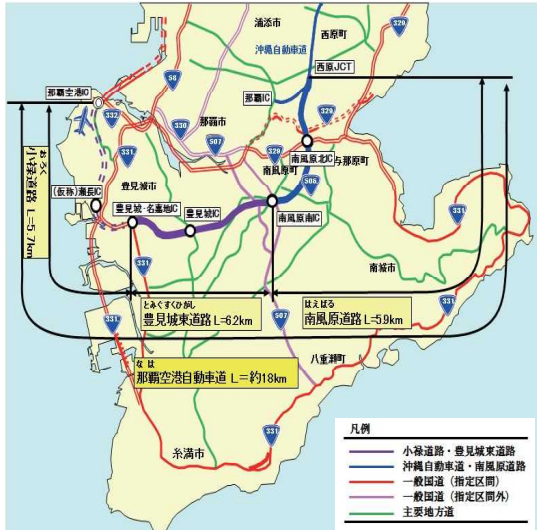 浦添市
西原町
329
沖縄自動車道
西原JCT
那覇空港IC
58
那覇IC
332
330
那覇市
507
329
331
329
南風原町
南風原北IC
与那原町
豊見城市
506
おろく
小禄道路 L=5.7km
(仮称)瀬長IC
豊見城・名嘉地IC
豊見城IC
南風原南IC
331
南城市
331
とみぐすくひがし
豊見城東道路 L=6.2km
はえばる
南風原道路 L=5.9km
331
331
507
八重瀬町
なは
那覇空港自動車道 L=約18km
糸満市
331
凡例
小禄道路・豊見城東道路
沖縄自動車道・南風原道路
一般国道(指定区間)
一般国道(指定区間外)
主要地方道